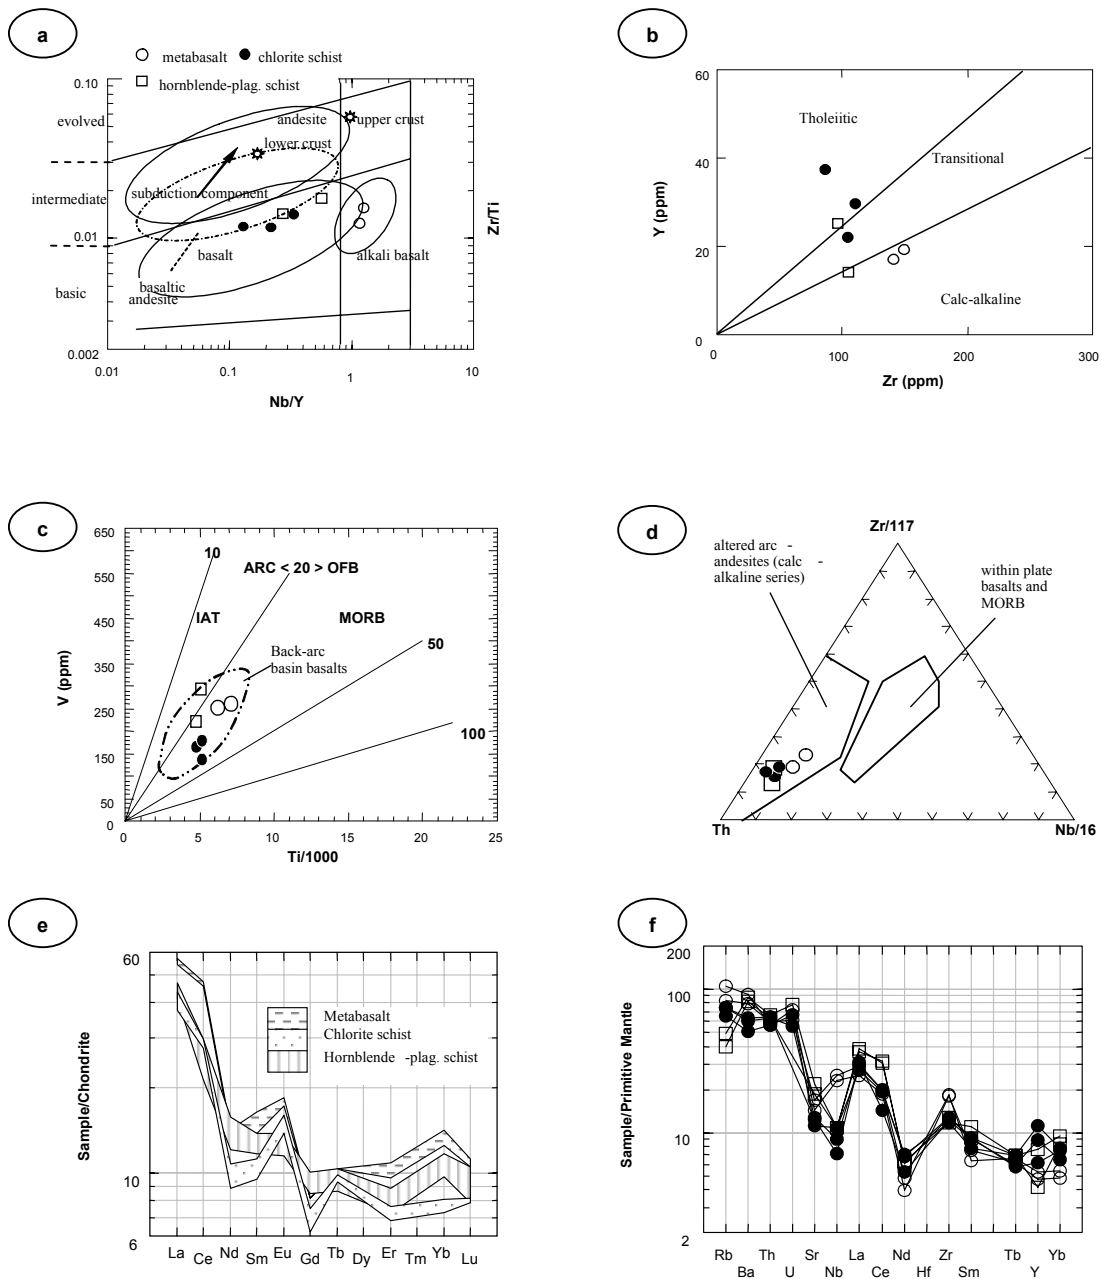 a
metabasalt
chlorite schist
hornblende-plag. schist
0.10
evolved
andesite
upper crust
lower crust
intermediate
subduction component
Zr/Ti
0.01
basalt
alkali basalt
basic
basaltic
andesite
0.002
0.01
0.1
1
10
Nb/Y
b
60
Tholeiitic
40
Transitional
Y (ppm)
20
Calc-alkaline
0
0
100
200
300
Zr (ppm)
c
650
10
550
ARC < 20 > OFB
450
IAT
MORB
50
350
Back-arc
basin basalts
V (ppm)
250
100
150
50
0
0
5
10
15
20
25
Ti/1000
d
Zr/117
altered arc -
andesites (calc -
alkaline series)
within plate
basalts and
MORB
Th
Nb/16
e
60
Metabasalt
Chlorite schist
Hornblende -plag. schist
Sample/Chondrite
10
6
La
Ce
Nd
Sm
Eu
Gd
Tb
Dy
Er
Tm
Yb
Lu
f
200
100
Sample/Primitive Mantle
10
2
Rb
Ba
Th
U
Sr
Nb
La
Ce
Nd
Hf
Zr
Sm
Tb
Y
Yb